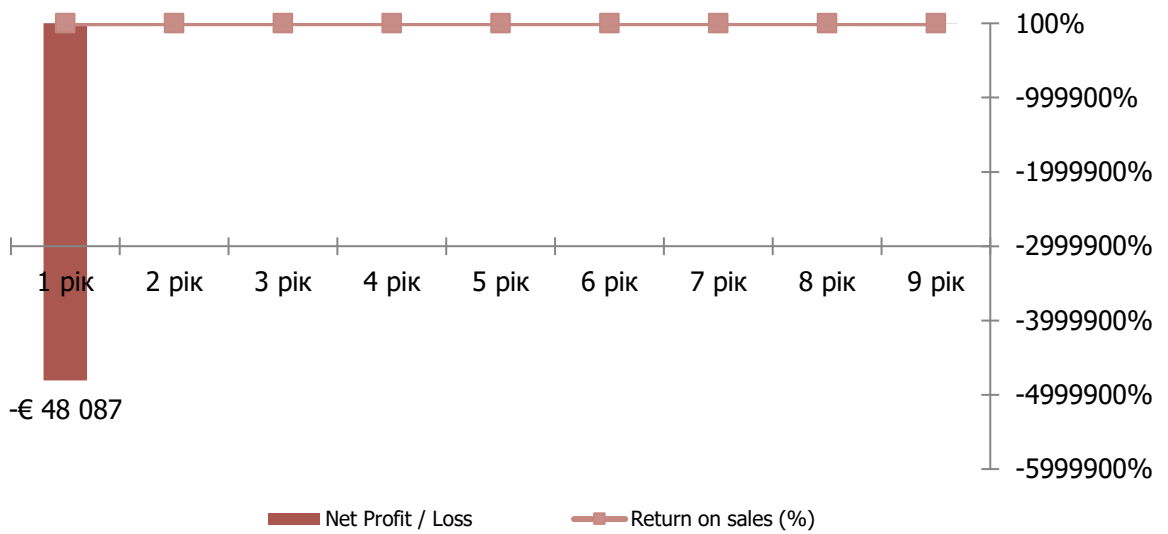 100%
-999900%
-1999900%
-2999900%
1 рік 2 рік 3 рік 4 рік 5 рік 6 рік 7 рік 8 рік 9 рік
-3999900%
-4999900%
-€ 48 087
-5999900%
Net Profit / Loss Return on sales (%)